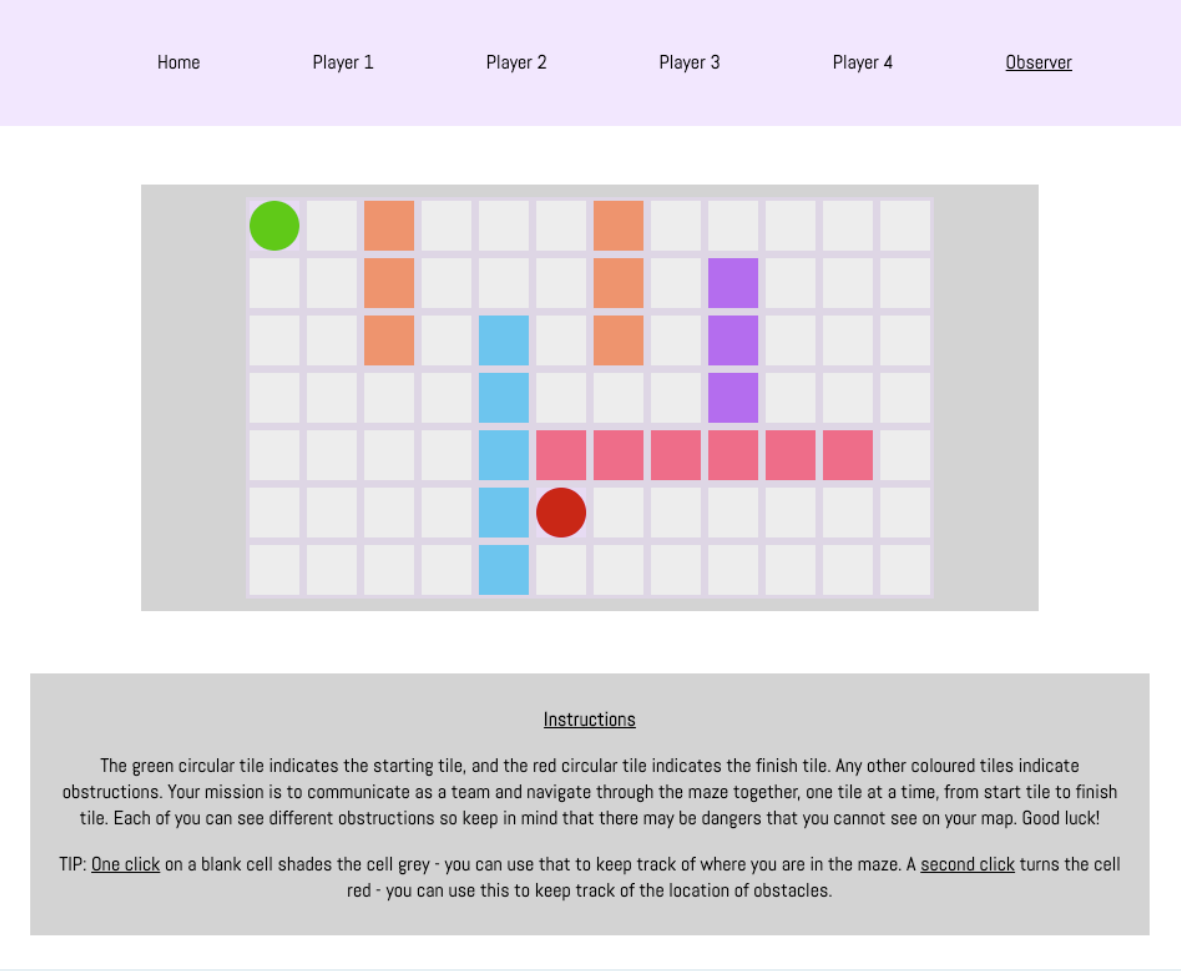 Home Player 1 Player 2 Player 3 Player 4 Observer
Instructions
The green circular tile indicates the starting tile, and the red circular tile indicates the finish tile. Any other coloured tiles indicate
obstructions. Your mission is to communicate as a team and navigate through the maze together, one tile at a time, from start tile to finish
tile. Each of you can see different obstructions so keep in mind that there may be dangers that you cannot see on your map. Good luck!
TIP: One click on a blank cell shades the cell grey - you can use that to keep track of where you are in the maze. A second click turns the cell
red - you can use this to keep track of the location of obstacles.